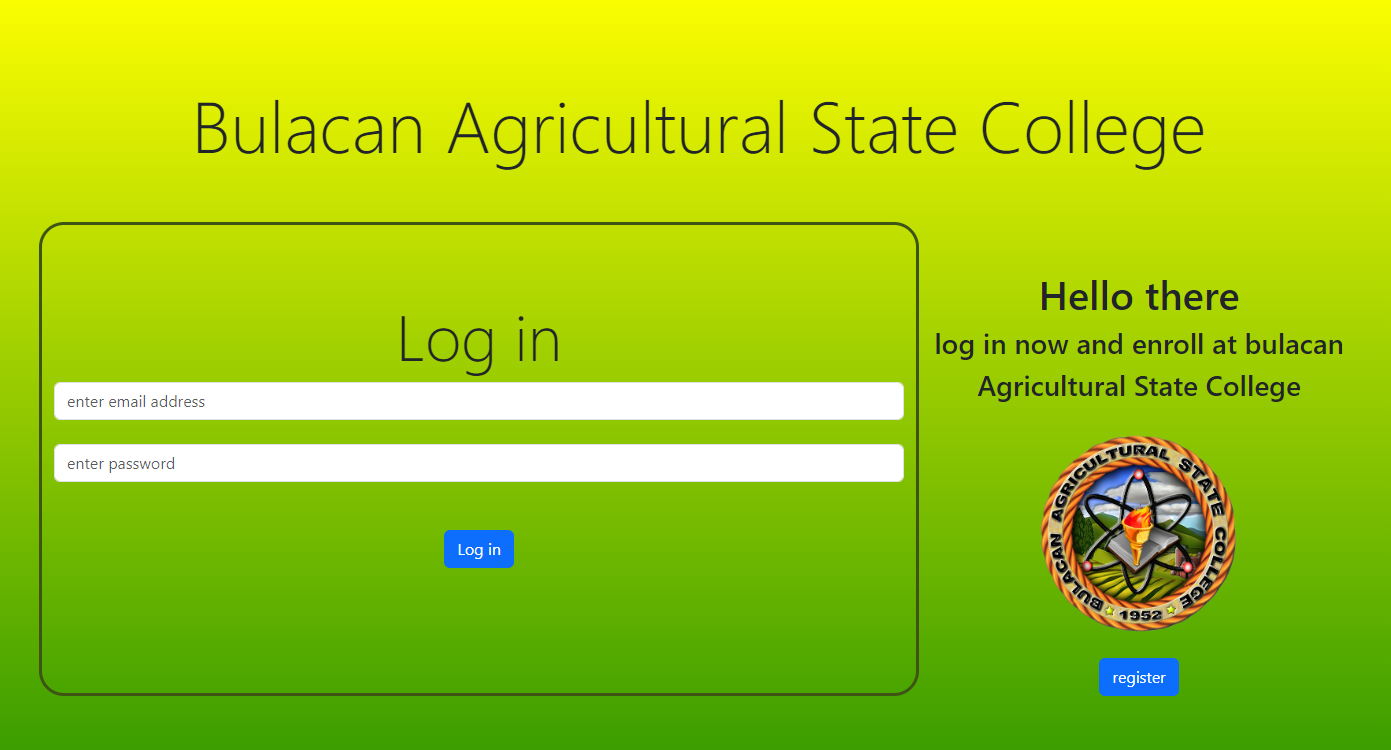 Bulacan Agricultural State College
Log in
enter email address
enter password
Log in
Hello there
log in now and enroll at bulacan
Agricultural State College
BULACAN AGRICULTURAL STATE COLLEGE
1952
register